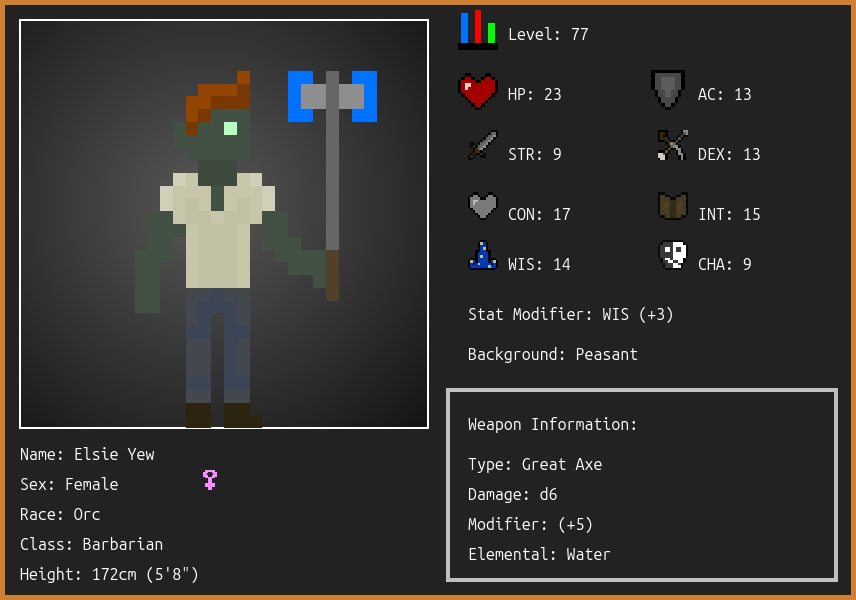 Level: 77
HP: 23
AC: 13
STR: 9
DEX: 13
CON: 17
INT: 15
WIS: 14
CHA: 9
Stat Modifier: WIS (+3)
Background: Peasant
Weapon Information:
Type: Great Axe
Damage: d6
Modifier: (+5)
Elemental: Water
Name: Elsie Yew
Sex: Female
Race: Orc
Class: Barbarian
Height: 172cm (5'8")